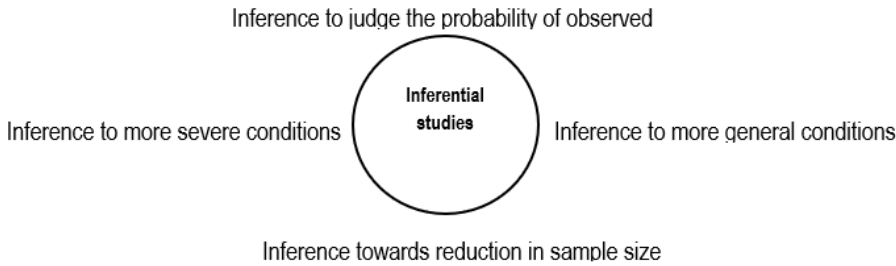 Inference to judge the probability of observed
Inferential
studies
Inference to more severe conditions
Inference to more general conditions
Inference towards reduction in sample size